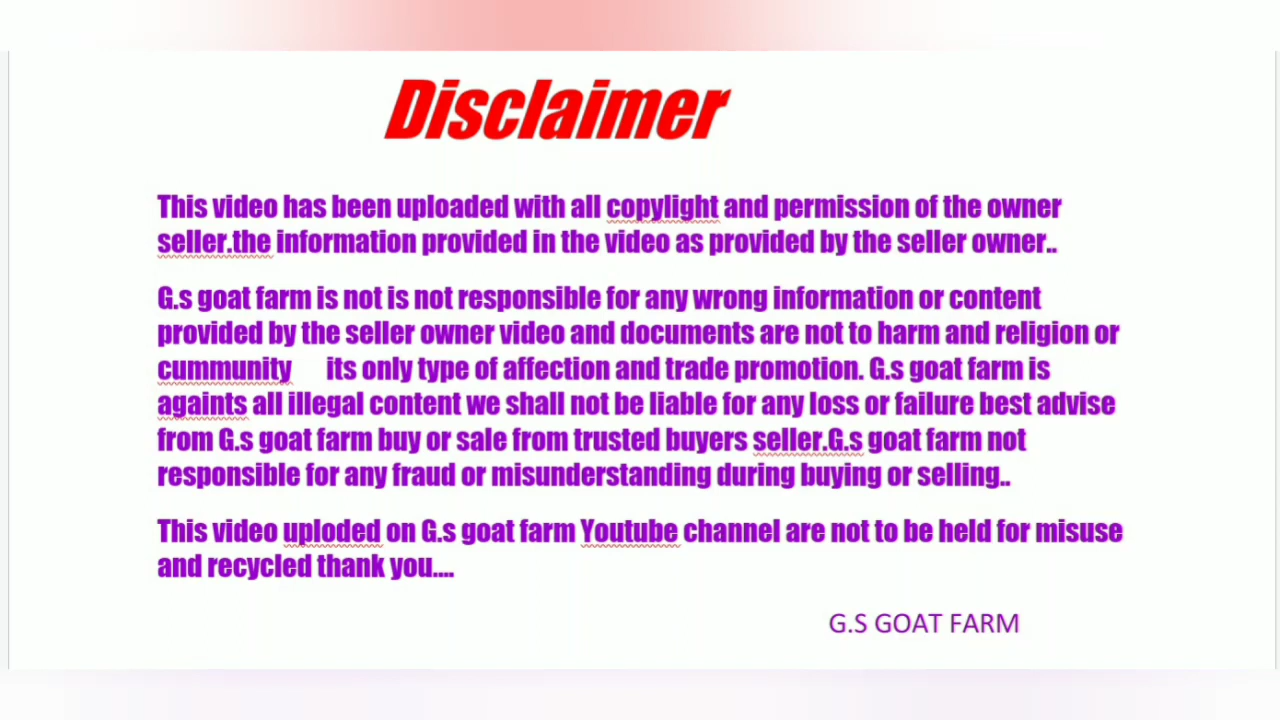 Disclaimer
This video has been uploaded with all copylight and permission of the owner
seller.the information provided in the video as provided by the seller owner..
G.s goat farm is not is not responsible for any wrong information or content
provided by the seller owner video and documents are not to harm and religion or
cummunity its only type of affection and trade promotion. G.s goat farm is
againts all illegal content we shall not be liable for any loss or failure best advise
from G.s goat farm buy or sale from trusted buyers seller.G.s goat farm not
responsible for any fraud or misunderstanding during buying or selling..
This video uploded on G.s goat farm Youtube channel are not to be held for misuse
and recycled thank you....
G.S GOAT FARM